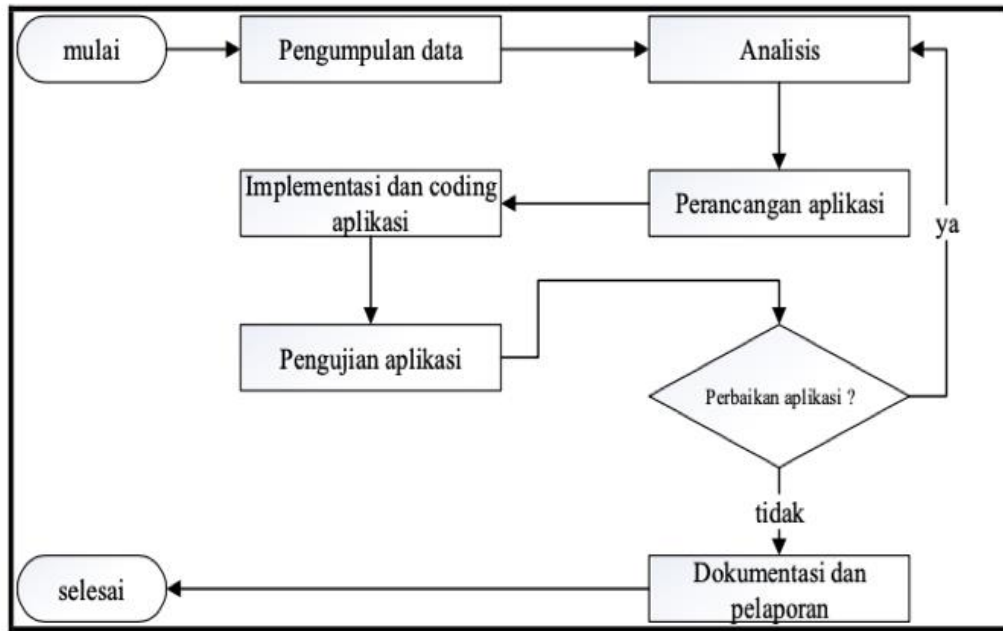 mulai
Pengumpulan data
Analisis
Implementasi dan coding
aplikasi
Perancangan aplikasi
ya
Pengujian aplikasi
Perbaikan aplikasi ?
tidak
Dokumentasi dan
pelaporan
selesai